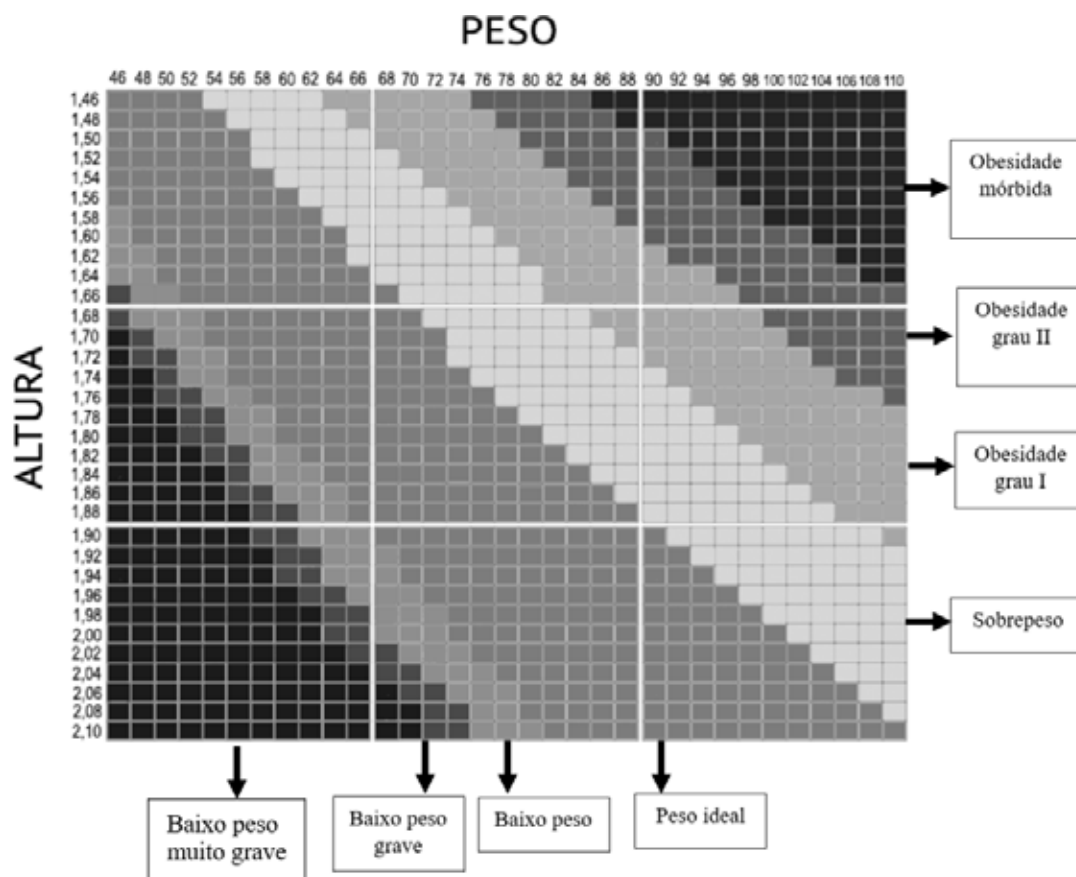 PESO
46 48 50 52 54 56 58 60 62 64 66 68 70 72 74 76 78 80 82 84 86 88 90 92 94 96 98 100 102 104 106 108 110
ALTURA
1,46
1,48
1,50
1,52
1,54
1,56
1,58
1,60
1,62
1,64
1,66
1,68
1,70
1,72
1,74
1,76
1,78
1,80
1,82
1,84
1,86
1,88
1,90
1,92
1,94
1,96
1,98
2,00
2,02
2,04
2,06
2,08
2,10
Obesidade
mórbida
Obesidade
grau II
Obesidade
grau I
Sobrepeso
Baixo peso
muito grave
Baixo peso
grave
Baixo peso
Peso ideal